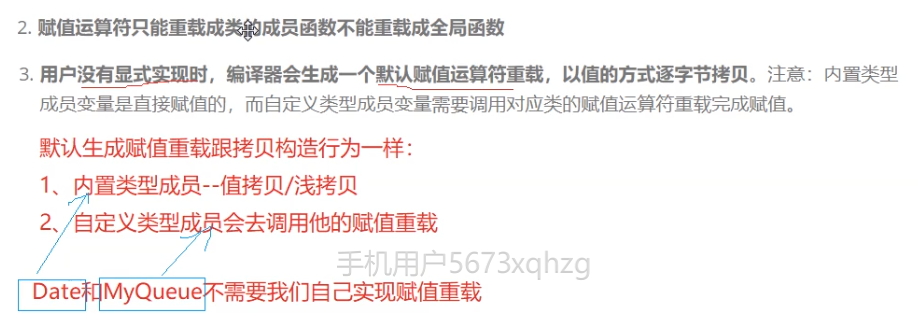 2. 赋值运算符只能重载成类的成员函数不能重载成全局函数
3. 用户没有显式实现时，编译器会生成一个默认赋值运算符重载，以值的方式逐字节拷贝。注意：内置类型
成员变量是直接赋值的，而自定义类型成员变量需要调用对应类的赋值运算符重载完成赋值。
默认生成赋值重载跟拷贝构造行为一样：
1、内置类型成员--值拷贝/浅拷贝
2、自定义类型成员会去调用他的赋值重载
手机用户5673xqhzg
Date和MyQueue不需要我们自己实现赋值重载